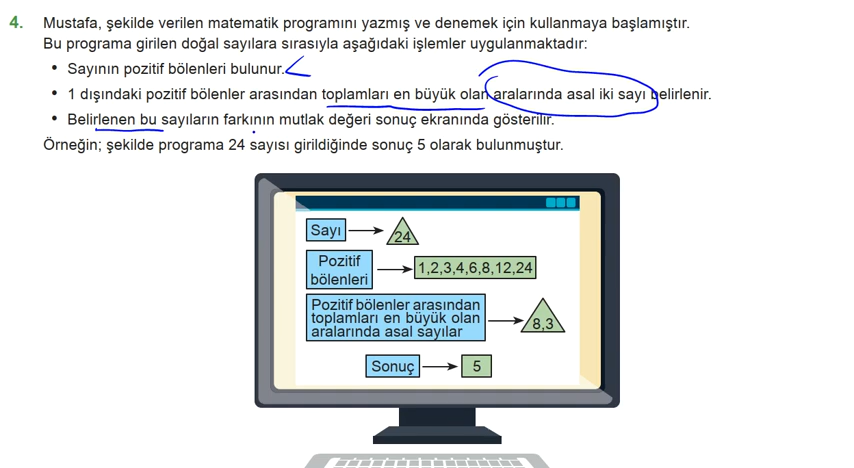 4. Mustafa, şekilde verilen matematik programını yazmış ve denemek için kullanmaya başlamıştır.
Bu programa girilen doğal sayılara sırasıyla aşağıdaki işlemler uygulanmaktadır:
• Sayının pozitif bölenleri bulunur.
• 1 dışındaki pozitif bölenler arasından toplamları en büyük olan aralarında asal iki sayı belirlenir.
• Belirlenen bu sayıların farkının mutlak değeri sonuç ekranında gösterilir.
Örneğin; şekilde programa 24 sayısı girildiğinde sonuç 5 olarak bulunmuştur.
Sayı
24
Pozitif
bölenleri
1,2,3,4,6,8,12,24
Pozitif bölenler arasından
toplamları en büyük olan
aralarında asal sayılar
8,3
Sonuç
5